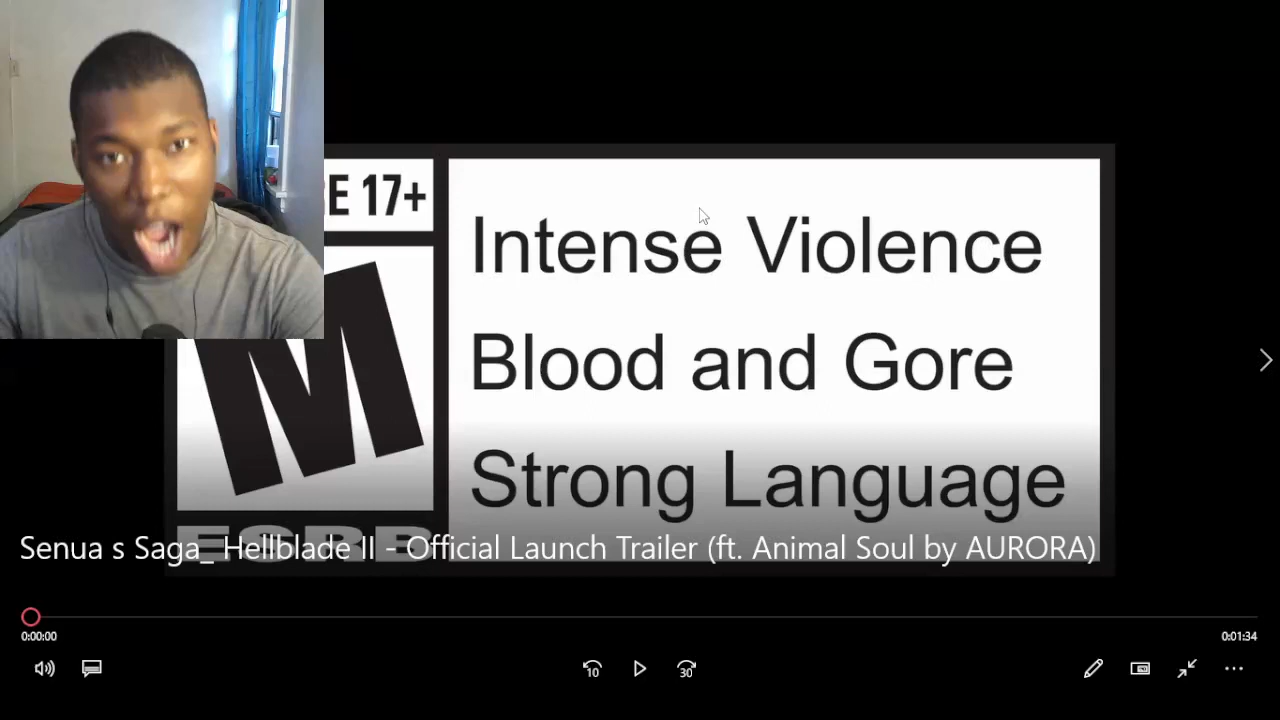 E 17+
M
Intense Violence
Blood and Gore
Strong Language
ESRB
Senua s Saga_ Hellblade II - Official Launch Trailer (ft. Animal Soul by AURORA)
0:00:00
0:01:34
10
30